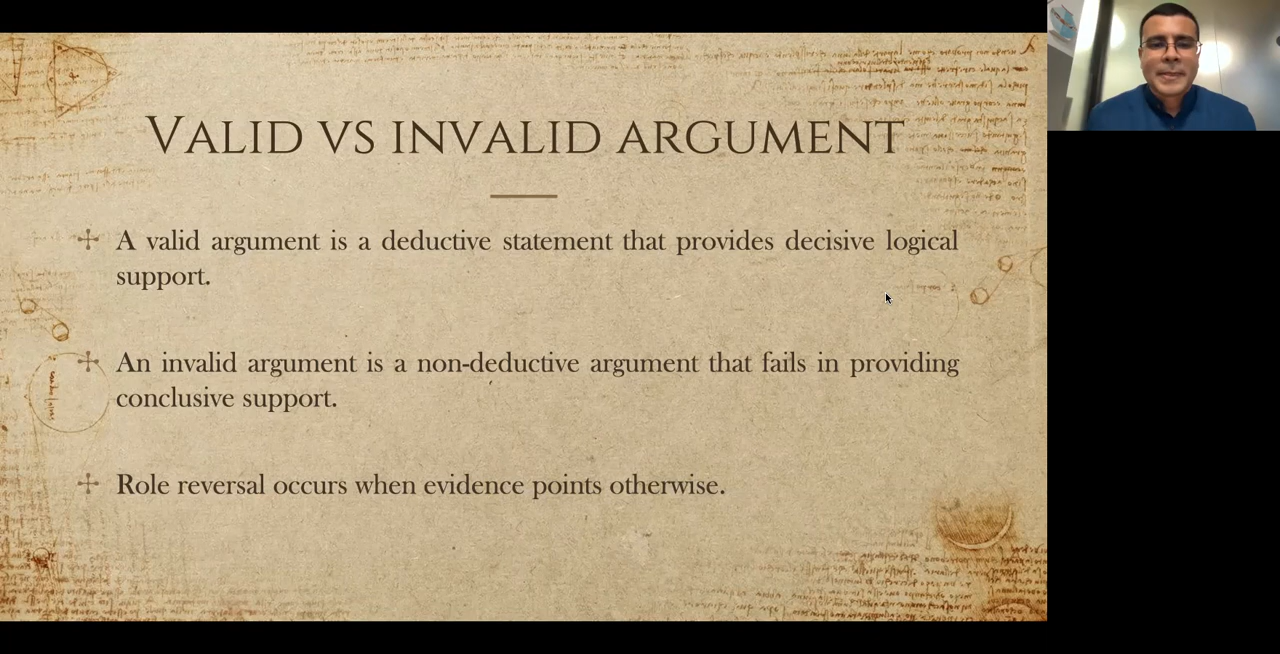 VALID VS INVALID ARGUMENT
A valid argument is a deductive statement that provides decisive logical
support.
An invalid argument is a non-deductive argument that fails in providing
conclusive support.
Role reversal occurs when evidence points otherwise.